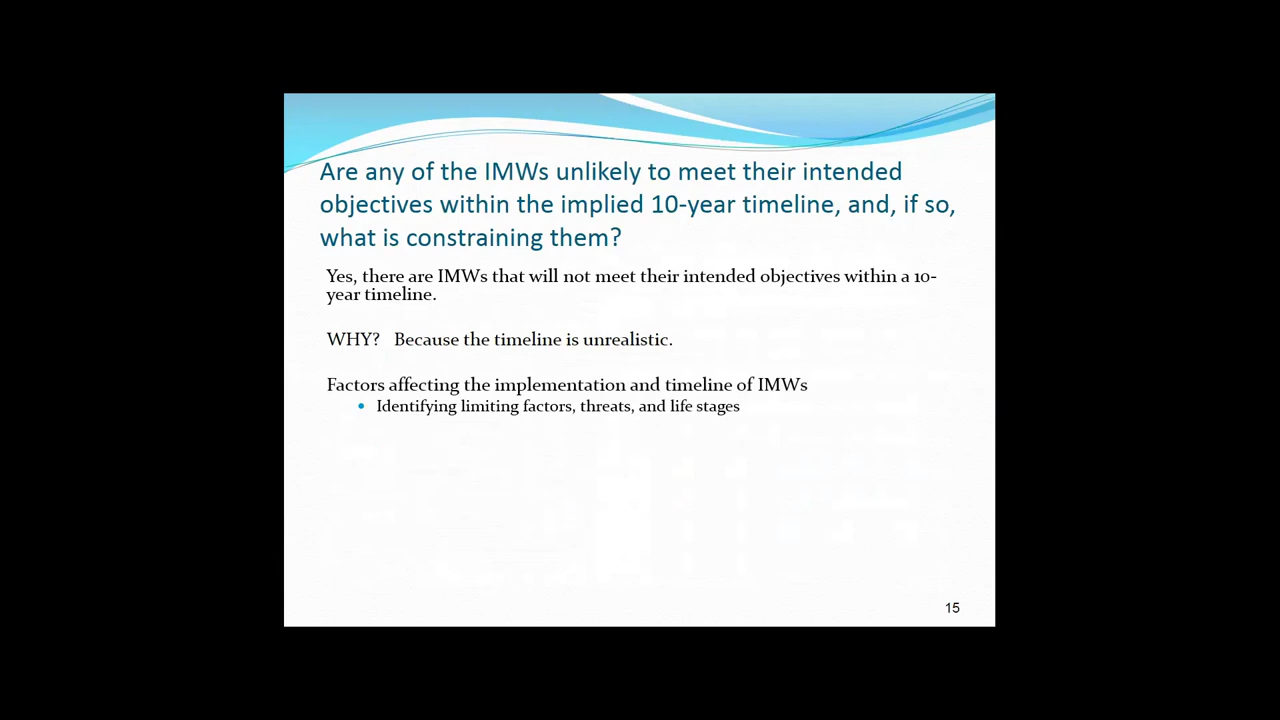 Are any of the IMWs unlikely to meet their intended
objectives within the implied 10-year timeline, and, if so,
what is constraining them?
Yes, there are IMWs that will not meet their intended objectives within a 10-
year timeline.
WHY? Because the timeline is unrealistic.
Factors affecting the implementation and timeline of IMWs
• Identifying limiting factors, threats, and life stages
15